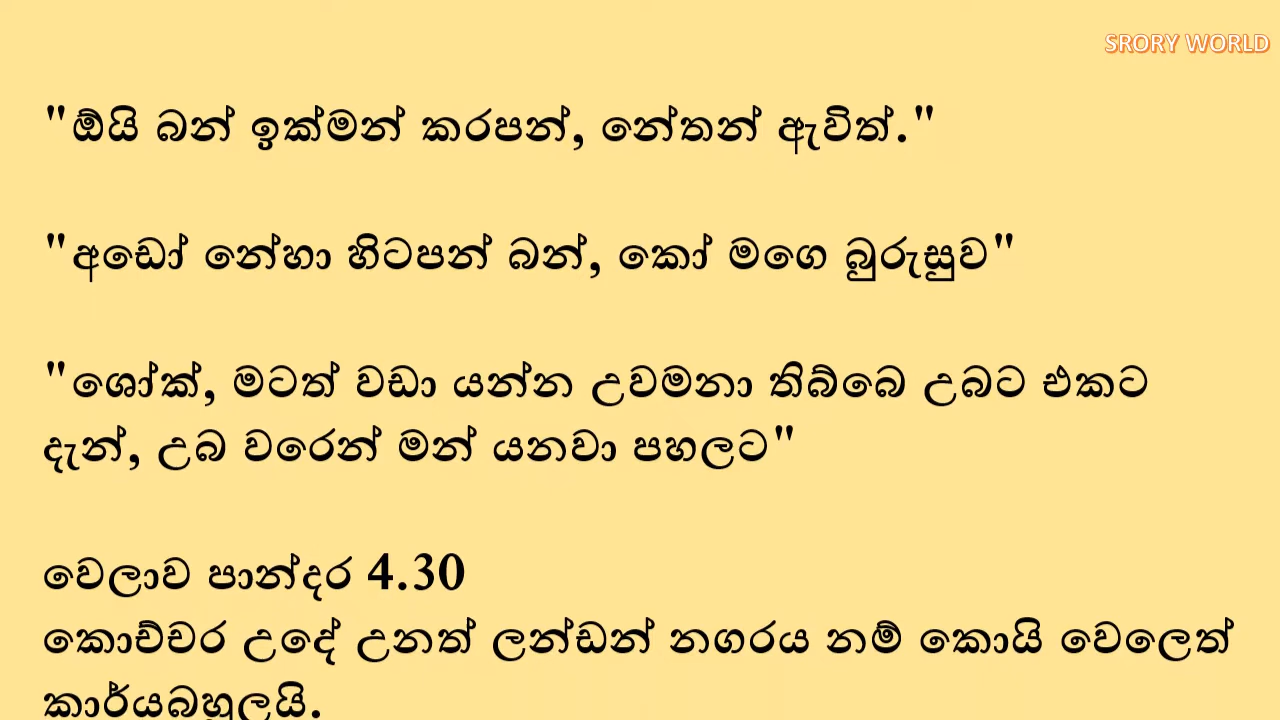 SRORY WORLD
"ඕයි බන් ඉක්මන් කරපන්, නේතන් ඇවිත්."
"අඩෝ නේහා හිටපන් බන්, කෝ මගෙ බුරුසුව"
"ශෝක්, මටත් වඩා යන්න උවමනා තිබ්බෙ උබට එකට
දැන්, උබ වරෙන් මන් යනවා පහලට"
වෙලාව පාන්දර 4.30
කොච්චර උදේ උනත් ලන්ඩන් නගරය නම් කොයි වෙලෙත්
කාර්යබහුලයි.